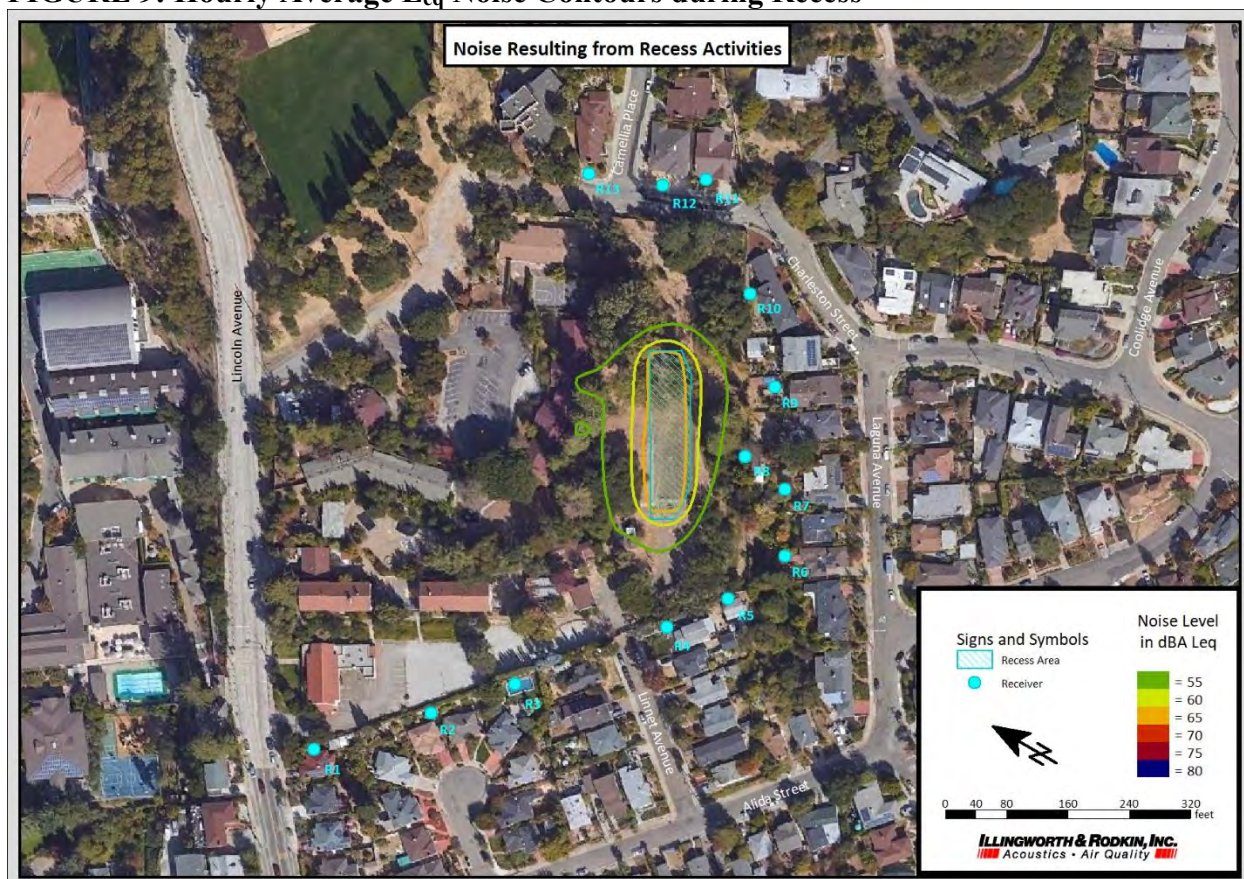 FIGURE 9: Hourly Average Leq Noise Contours during Recess
Noise Resulting from Recess Activities
Camellia Place
Lincoln Avenue
Charleston Street
Coolidge Avenue
Laguna Avenue
Linnet Avenue
Alida Street
R13
R12
R11
R10
R9
R8
R7
R6
R5
R4
R3
R2
R1
Signs and Symbols
Recess Area
Receiver
Noise Level
in dBA Leq
= 55
= 60
= 65
= 70
= 75
= 80
0 40 80 160 240 320
feet
ILLINGWORTH & RODKIN, INC.
Acoustics • Air Quality